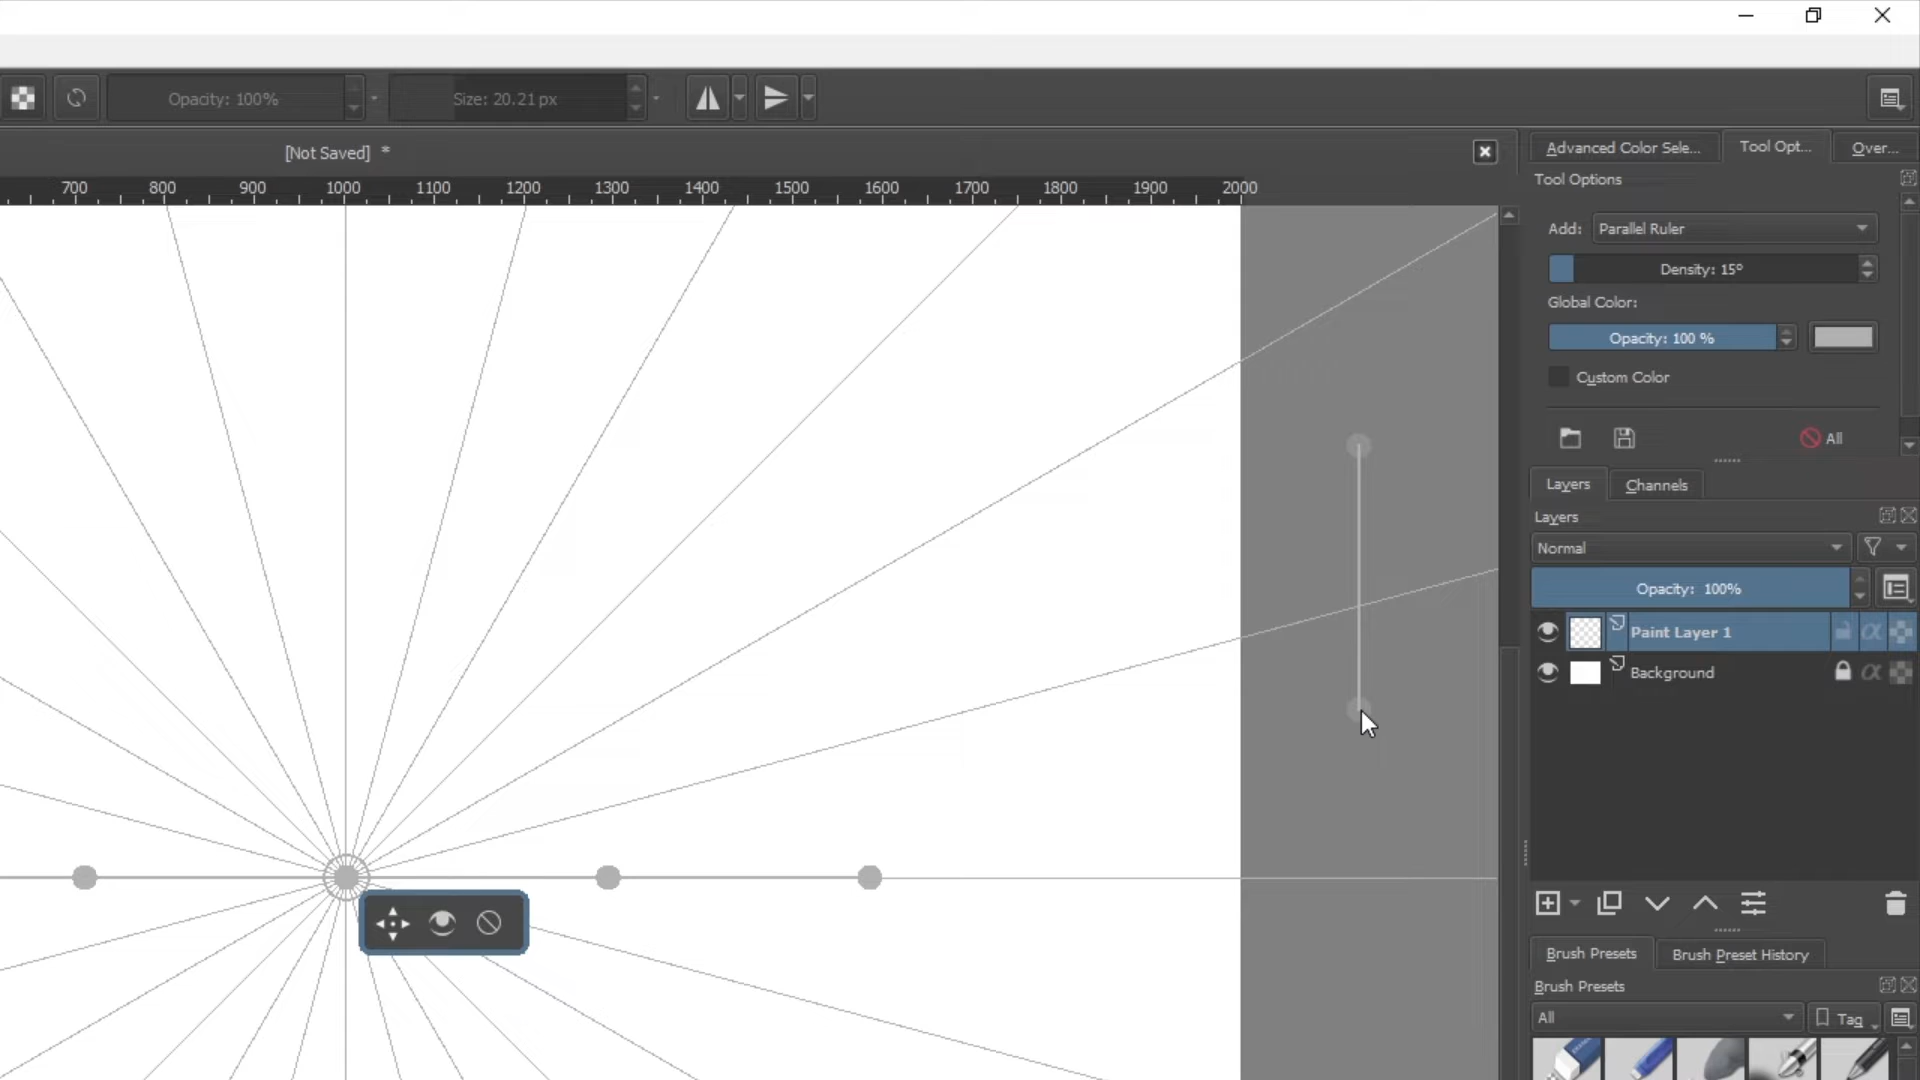 Opacity: 100%
Size: 20.21 px
[Not Saved] *
700 800 900 1000 1100 1200 1300 1400 1500 1600 1700 1800 1900 2000
Advanced Color Sele... Tool Opt... Over...
Tool Options
Add: Parallel Ruler
Density: 15°
Global Color:
Opacity: 100 %
Custom Color
All
Layers Channels
Layers
Normal
Opacity: 100%
Paint Layer 1
Background
Brush Presets Brush Preset History
Brush Presets
All Tag